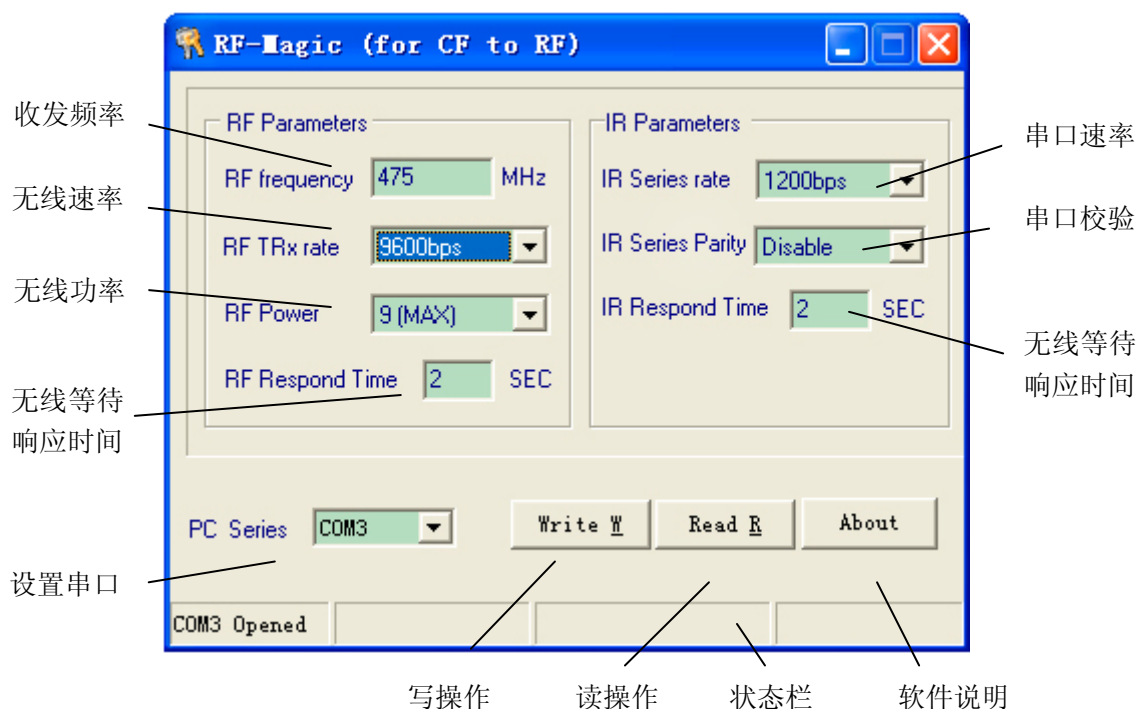 RF-Magic (for CF to RF)
收发频率
RF Parameters
IR Parameters
串口速率
RF frequency 475 MHz
IR Series rate 1200bps
无线速率
串口校验
RF TRx rate 9600bps
IR Series Parity Disable
无线功率
RF Power 9 (MAX)
IR Respond Time 2 SEC
无线等待
响应时间
RF Respond Time 2 SEC
无线等待
响应时间
PC Series COM3
Write W
Read R
About
设置串口
COM3 Opened
写操作
读操作
状态栏
软件说明